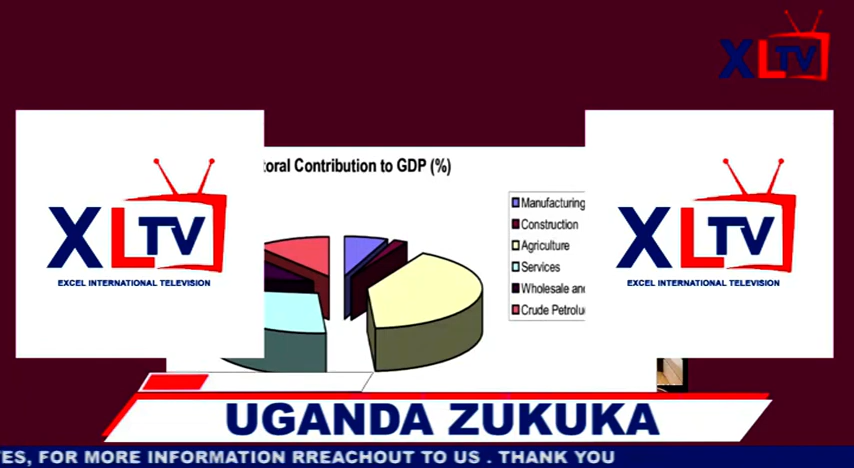 XLTV
toral Contribution to GDP (%)
Manufacturing
Construction
Agriculture
Services
Wholesale and
Crude Petrol
XLTV
EXCEL INTERNATIONAL TELEVISION
XLTV
EXCEL INTERNATIONAL TELEVISION
UGANDA ZUKUKA
ES, FOR MORE INFORMATION RREACHOUT TO US . THANK YOU